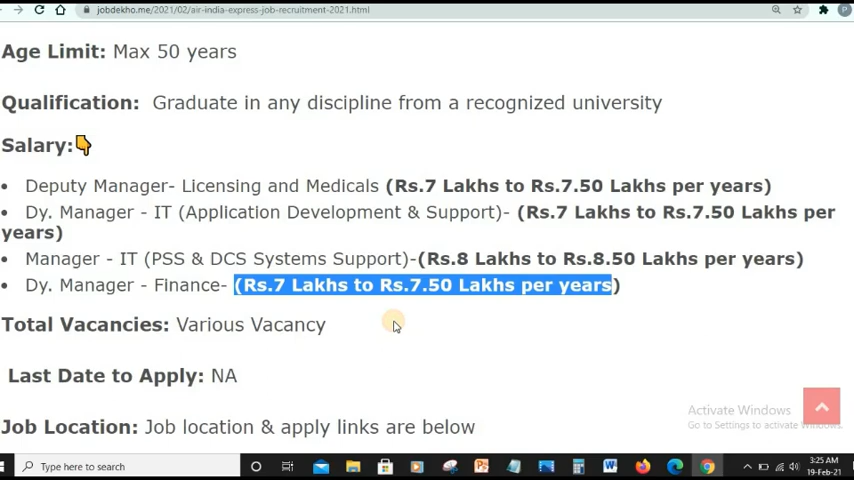 jobdekho.me/2021/02/air-india-express-job-recruitment-2021.html
Age Limit: Max 50 years
Qualification: Graduate in any discipline from a recognized university
Salary:👇
• Deputy Manager- Licensing and Medicals (Rs.7 Lakhs to Rs.7.50 Lakhs per years)
• Dy. Manager - IT (Application Development & Support)- (Rs.7 Lakhs to Rs.7.50 Lakhs per
years)
• Manager - IT (PSS & DCS Systems Support)-(Rs.8 Lakhs to Rs.8.50 Lakhs per years)
• Dy. Manager - Finance- (Rs.7 Lakhs to Rs.7.50 Lakhs per years)
Total Vacancies: Various Vacancy
Last Date to Apply: NA
Job Location: Job location & apply links are below
Activate Windows
Go to Settings to activate Windows.
Type here to search
3:25 AM
19-Feb-21